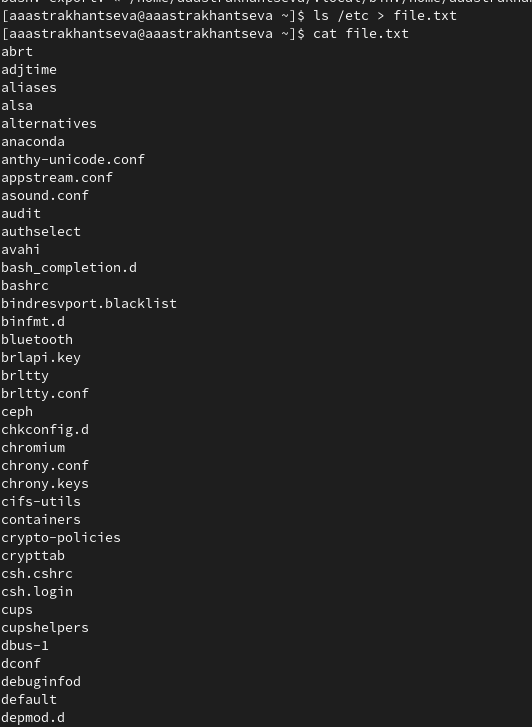 [aaastrakhantseva@aaastrakhantseva ~]$ ls /etc > file.txt
[aaastrakhantseva@aaastrakhantseva ~]$ cat file.txt
abrt
adjtime
aliases
alsa
alternatives
anaconda
anthy-unicode.conf
appstream.conf
asound.conf
audit
authselect
avahi
bash_completion.d
bashrc
bindresvport.blacklist
binfmt.d
bluetooth
brlapi.key
brltty
brltty.conf
ceph
chkconfig.d
chromium
chrony.conf
chrony.keys
cifs-utils
containers
crypto-policies
crypttab
csh.cshrc
csh.login
cups
cupshelpers
dbus-1
dconf
debuginfod
default
depmod.d